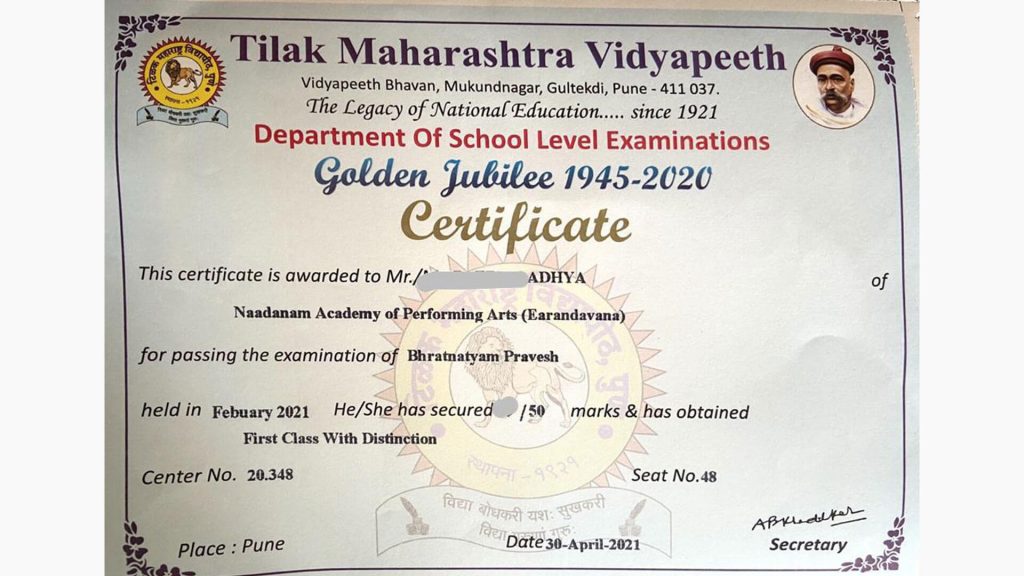 Tilak Maharashtra Vidyapeeth
Vidyapeeth Bhavan, Mukundnagar, Gultekdi, Pune - 411 037.
The Legacy of National Education..... since 1921
Department Of School Level Examinations
Golden Jubilee 1945-2020
Certificate
This certificate is awarded to Mr./ ADHYA of
Naadanam Academy of Performing Arts (Earandavana)
for passing the examination of Bhratnatyam Pravesh
held in Febuary 2021 He/She has secured /50 marks & has obtained
First Class With Distinction
Center No. 20.348 Seat No.48
Place : Pune Date 30-April-2021 Secretary
टिळक महाराष्ट्र विद्यापीठ, पुणे
स्थापना - १९२१
विद्या बोधकरी यशः सुखकरी
विद्या गुरूः